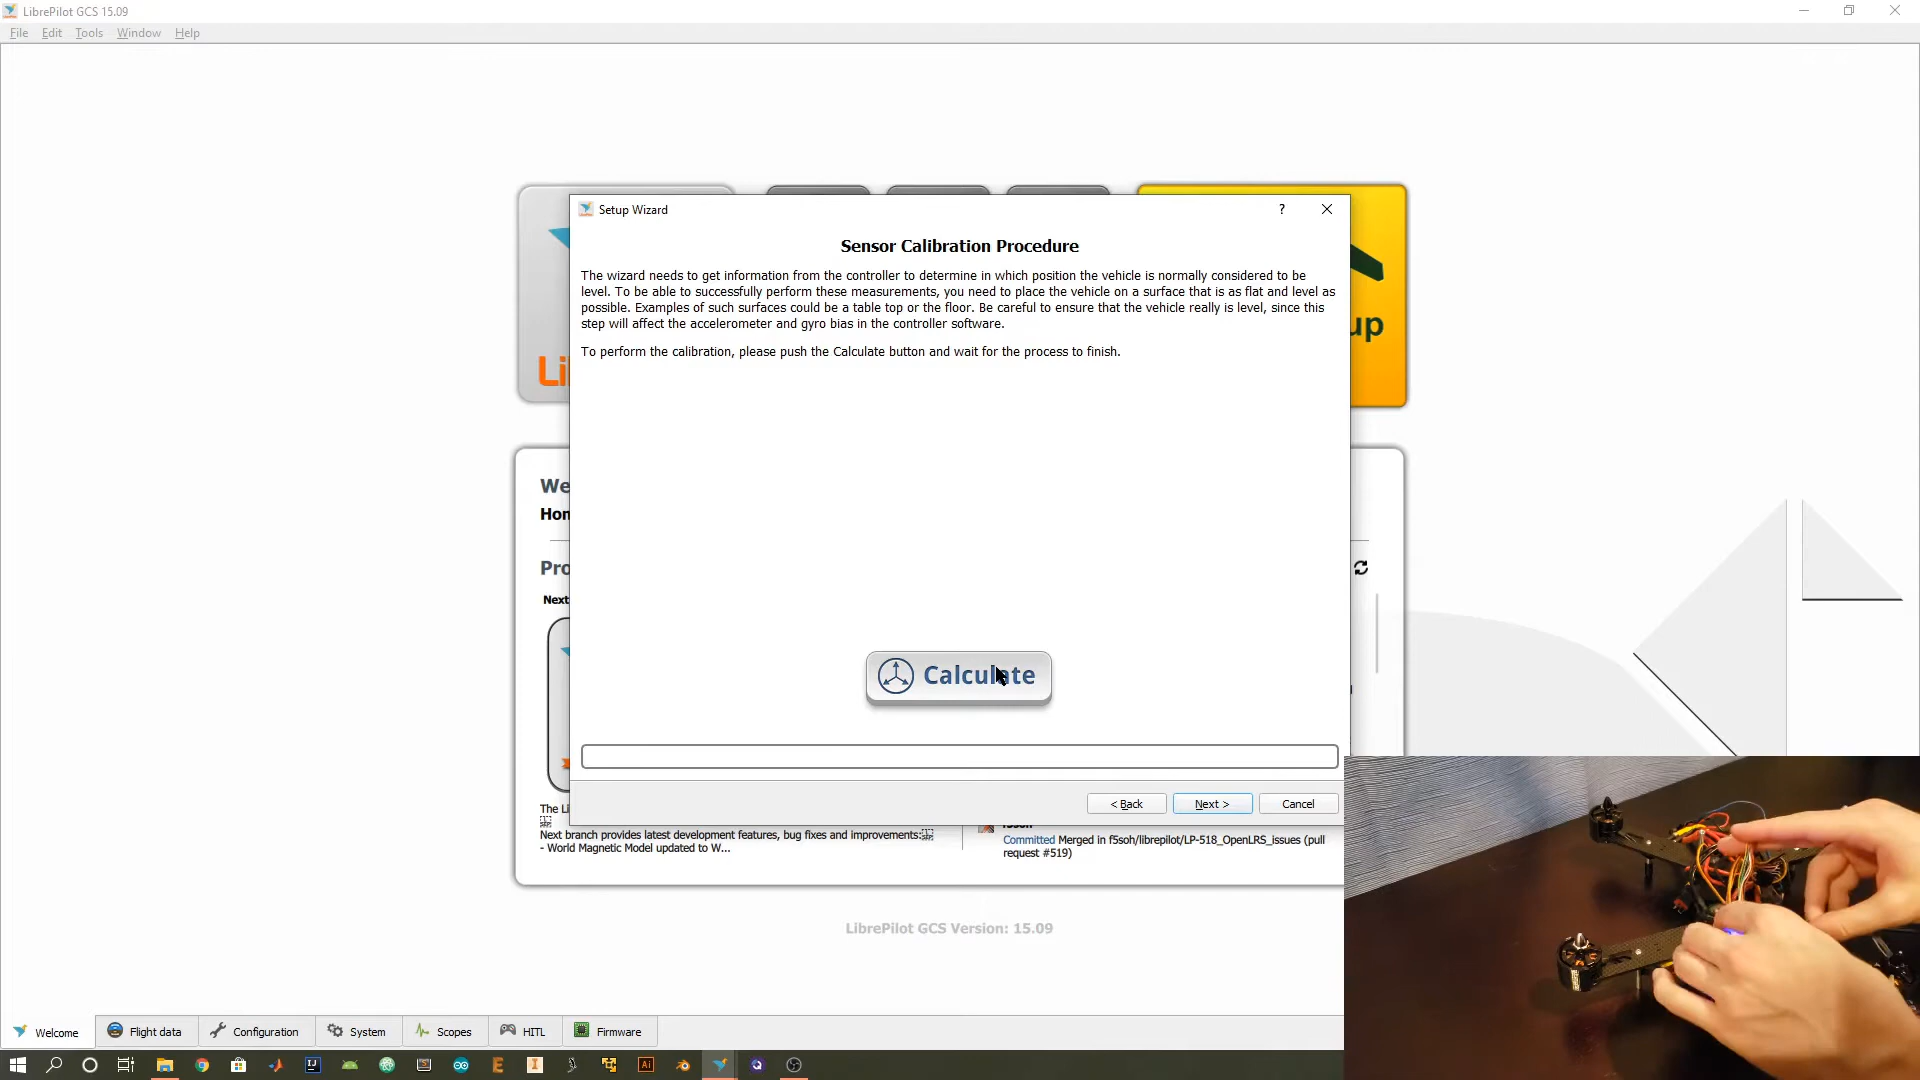 LibrePilot GCS 15.09
File Edit Tools Window Help
Setup Wizard
?
Sensor Calibration Procedure
The wizard needs to get information from the controller to determine in which position the vehicle is normally considered to be
level. To be able to successfully perform these measurements, you need to place the vehicle on a surface that is as flat and level as
possible. Examples of such surfaces could be a table top or the floor. Be careful to ensure that the vehicle really is level, since this
step will affect the accelerometer and gyro bias in the controller software.
To perform the calibration, please push the Calculate button and wait for the process to finish.
up
Li
We
Hom
Pro
Next
Calculate
< Back
Next >
Cancel
The Li
Next branch provides latest development features, bug fixes and improvements:
- World Magnetic Model updated to W...
f5soh
Committed Merged in f5soh/librepilot/LP-518_OpenLRS_issues (pull
request #519)
LibrePilot GCS Version: 15.09
Welcome
Flight data
Configuration
System
Scopes
HITL
Firmware
IJ
E
I
Ai